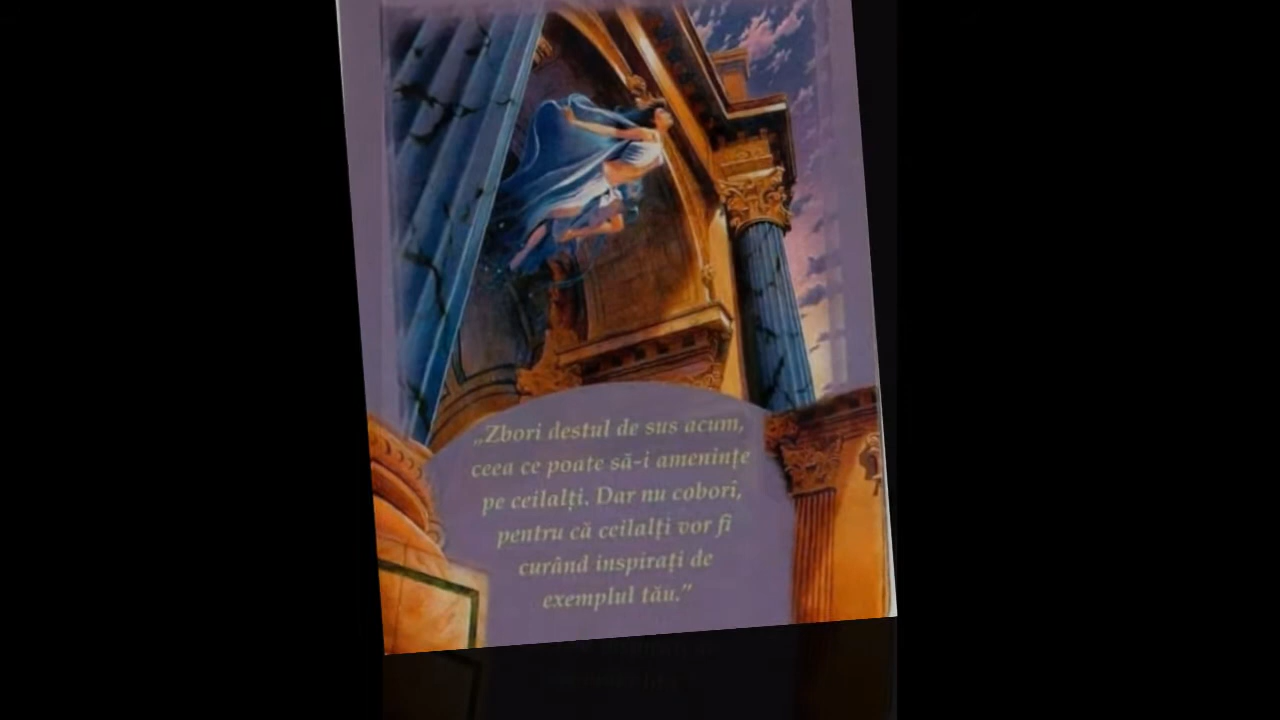 „Zbori destul de sus acum,
ceea ce poate să-i amenințe
pe ceilalți. Dar nu coborî,
pentru că ceilalți vor fi
curând inspirați de
exemplul tău.”